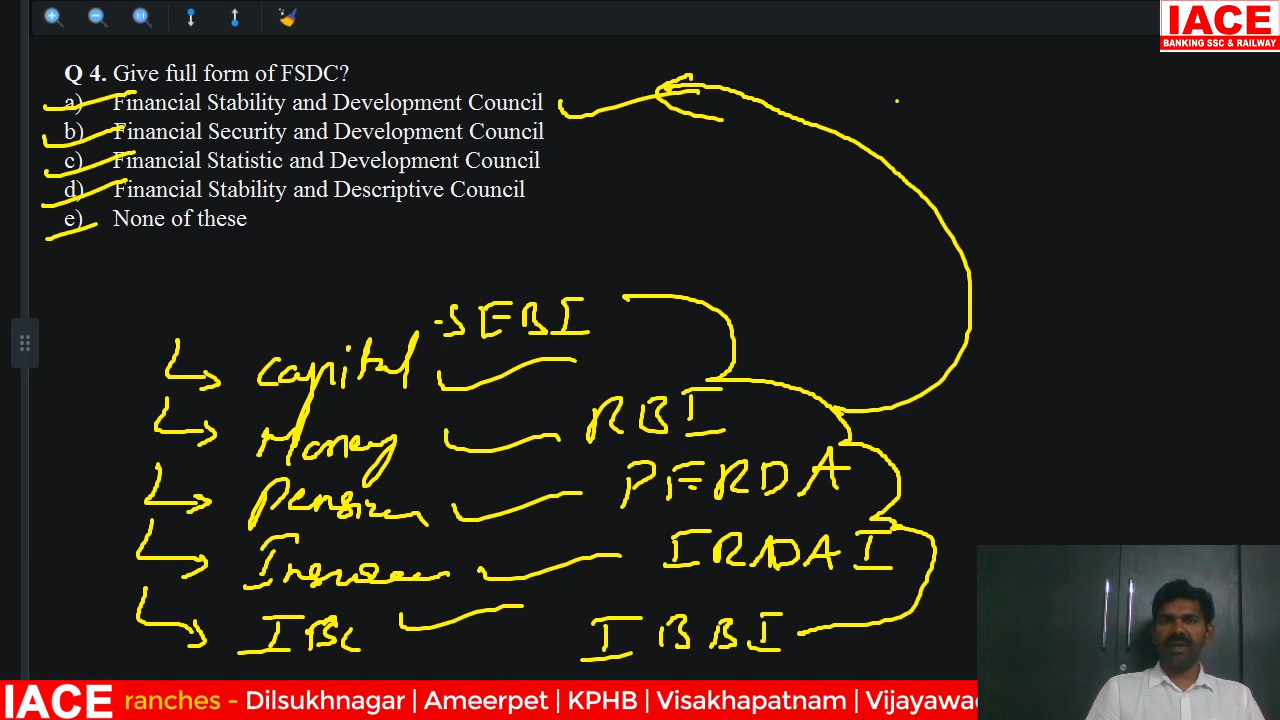 IACE
BANKING SSC & RAILWAY
Q 4. Give full form of FSDC?
a) Financial Stability and Development Council
b) Financial Security and Development Council
c) Financial Statistic and Development Council
d) Financial Stability and Descriptive Council
e) None of these
SEBI
Capital
Money RBI
Pension PFRDA
IRDAI
IBC IBBI
IACE ranches - Dilsukhnagar | Ameerpet | KPHB | Visakhapatnam | Vijayawa